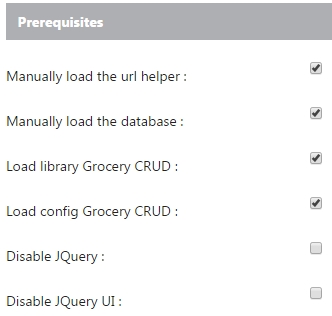 Prerequisites
Manually load the url helper :
Manually load the database :
Load library Grocery CRUD :
Load config Grocery CRUD :
Disable JQuery :
Disable JQuery UI :